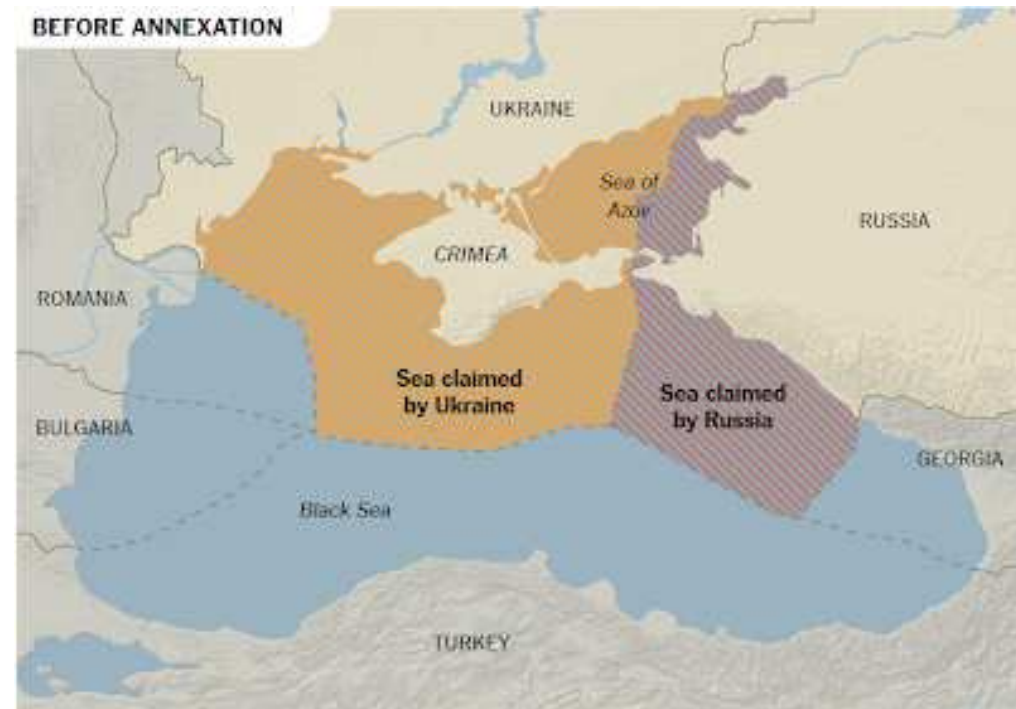 BEFORE ANNEXATION
UKRAINE
Sea of
Azov
RUSSIA
CRIMEA
ROMANIA
Sea claimed
by Ukraine
Sea claimed
by Russia
BULGARIA
GEORGIA
Black Sea
TURKEY